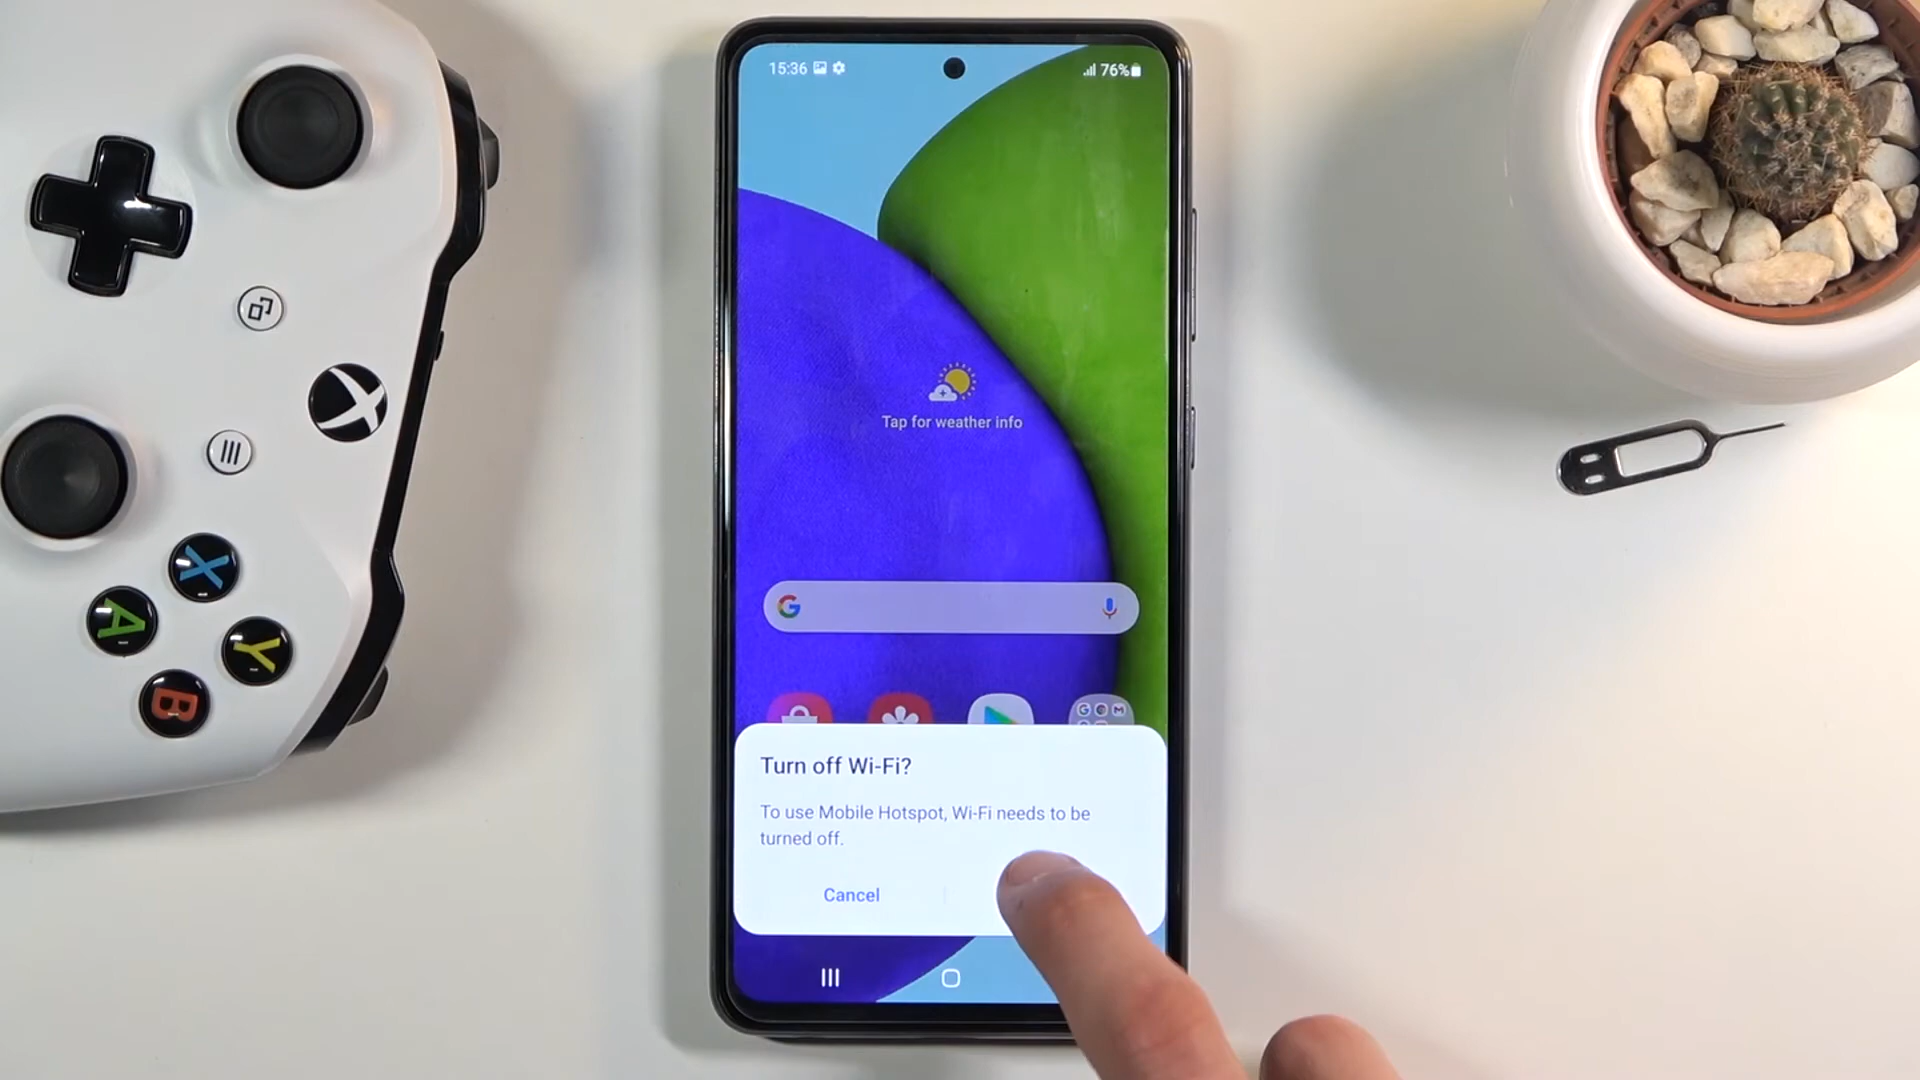 15:36
76%
Tap for weather info
G
G M
Turn off Wi-Fi?
To use Mobile Hotspot, Wi-Fi needs to be
turned off.
Cancel
X
A
Y
B